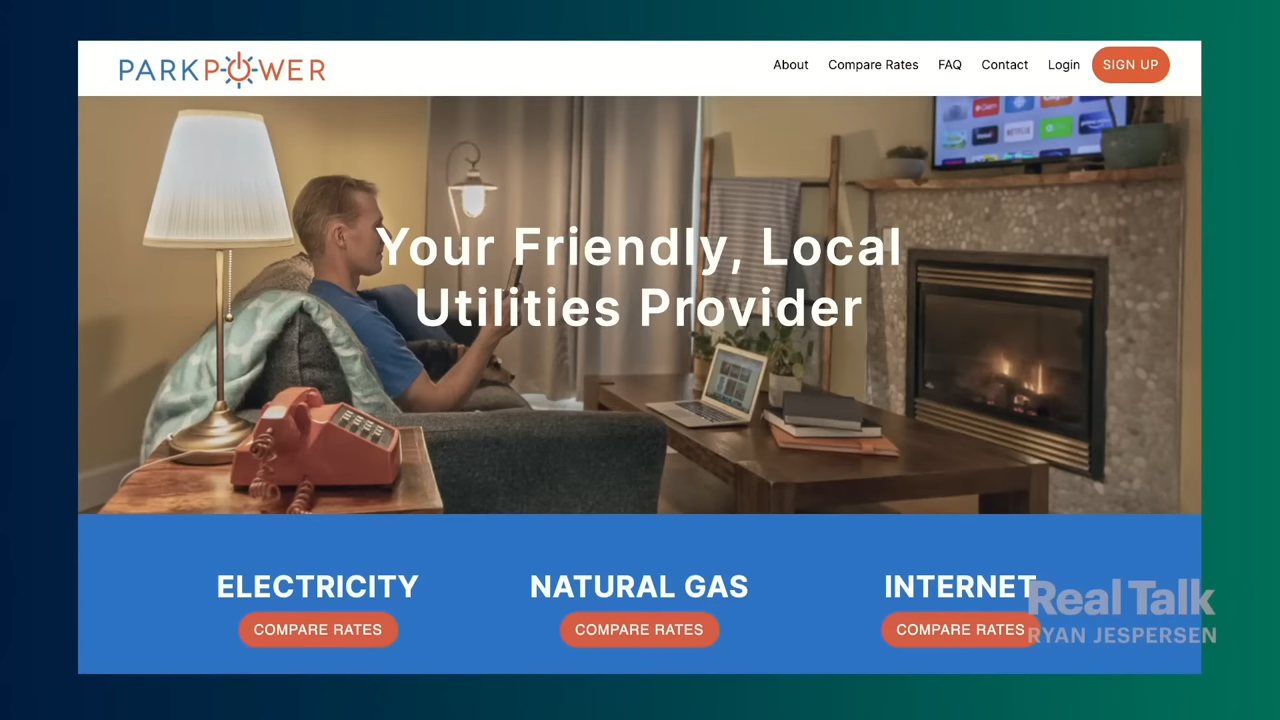 PARKPOWER
About Compare Rates FAQ Contact Login SIGN UP
NETFLIX
Your Friendly, Local
Utilities Provider
ELECTRICITY NATURAL GAS INTERNET
COMPARE RATES COMPARE RATES COMPARE RATES
Real Talk
RYAN JESPERSEN